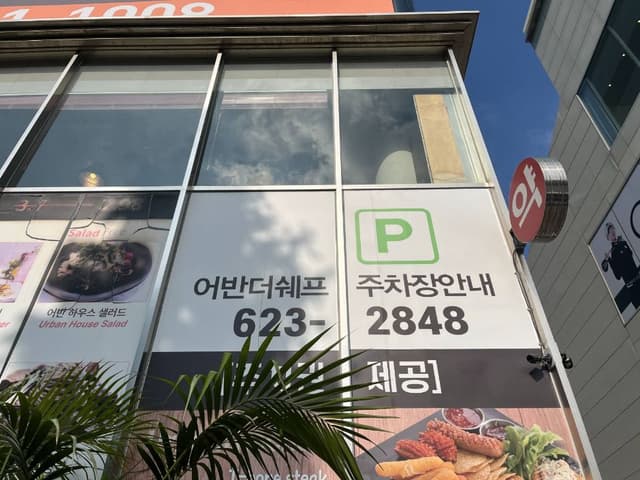 Salad
P
약
어반더쉐프 주차장안내
623-2848
어반 하우스 샐러드
Urban House Salad
제공]